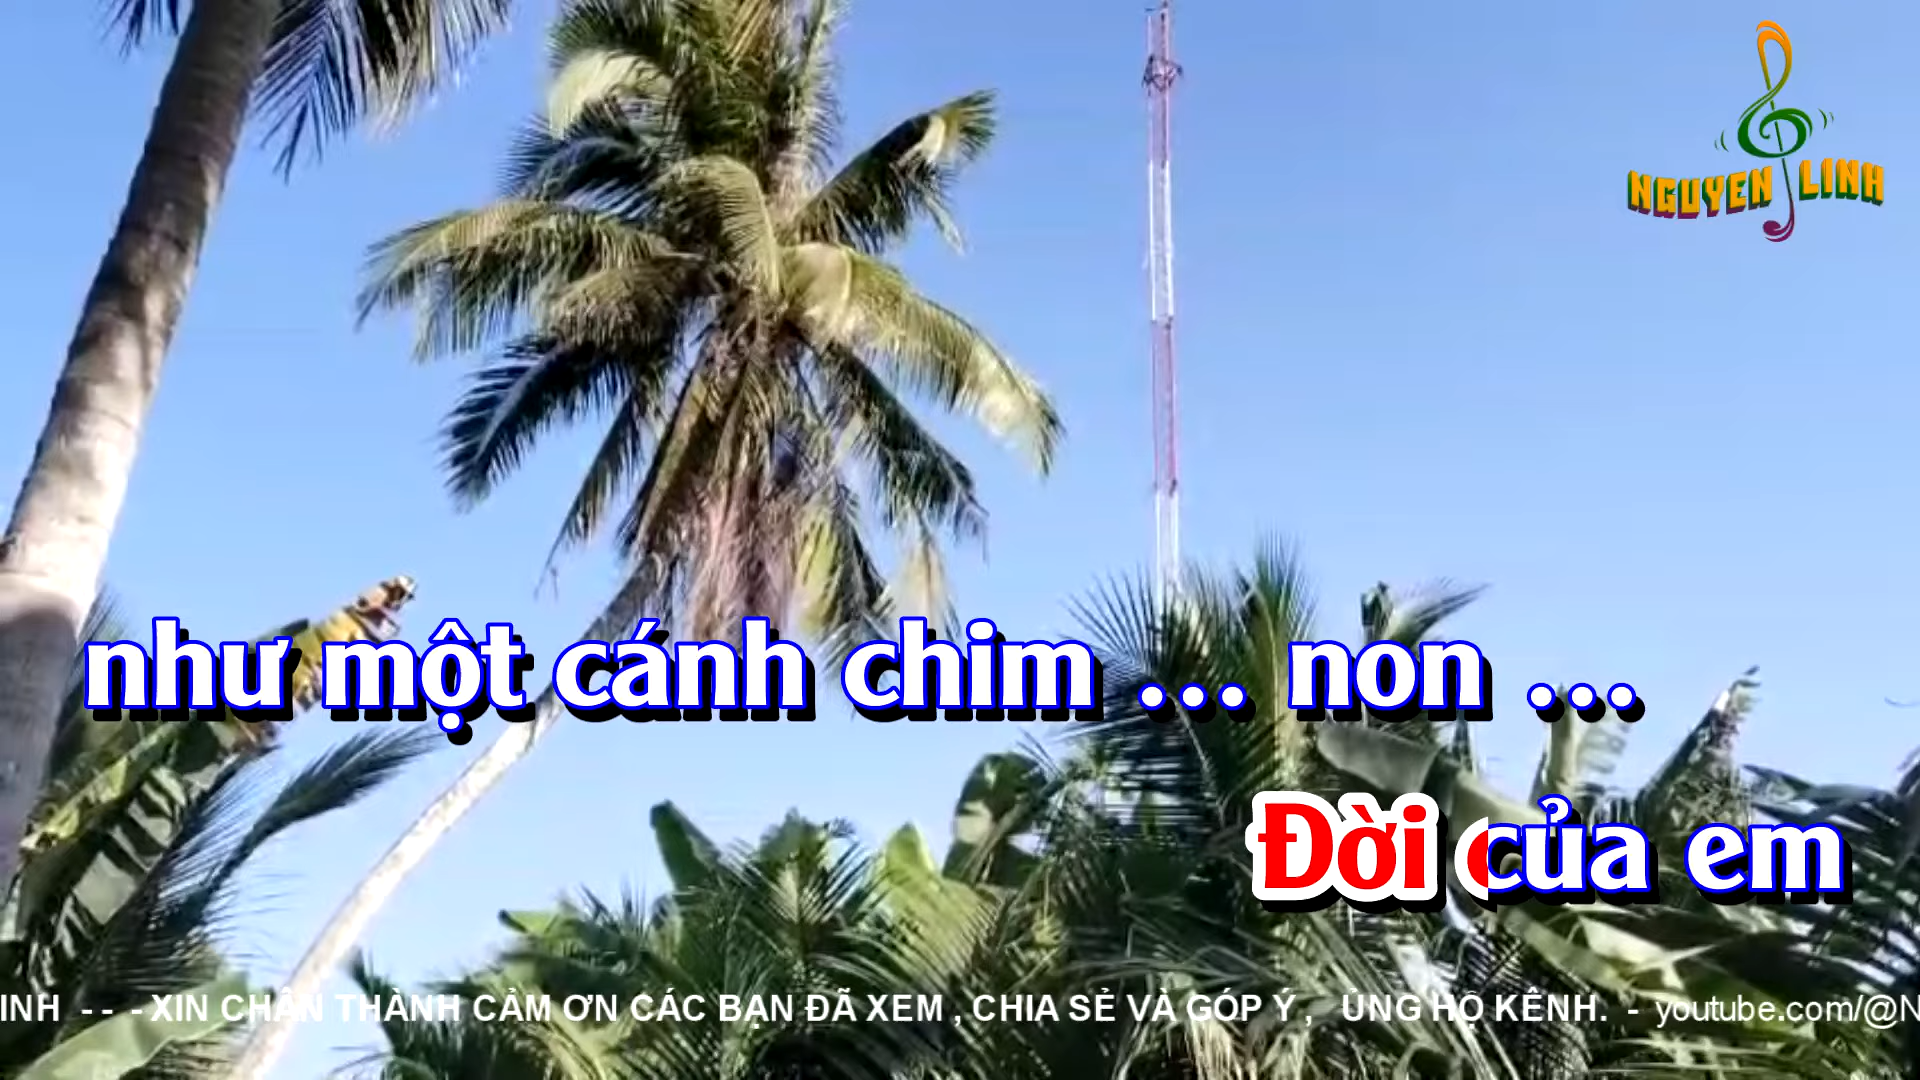 NGUYEN LINH
như một cánh chim ... non ...
Đời của em
INH - - - XIN CHÂN THÀNH CẢM ƠN CÁC BẠN ĐÃ XEM , CHIA SẺ VÀ GÓP Ý , ỦNG HỘ KÊNH. - youtube.com/@N